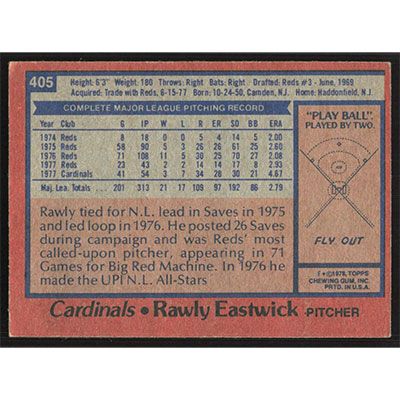 405
Height: 6'3" Weight: 180 Throws: Right Bats: Right Drafted: Reds #3 - June, 1969
Acquired: Trade with Reds, 6-15-77 Born: 10-24-50, Camden, N.J. Home: Haddonfield, N.J.
COMPLETE MAJOR LEAGUE PITCHING RECORD
Year Club G IP W L R ER SO BB ERA
1974 Reds 8 18 0 0 5 4 14 5 2.00
1975 Reds 58 90 5 3 34 26 61 25 2.60
1976 Reds 71 108 11 5 30 25 70 27 2.08
1977 Reds 23 43 2 2 14 14 17 8 2.93
1977 Cardinals 41 54 3 7 34 28 30 21 4.67
Maj. Lea. Totals 201 313 21 17 109 97 192 86 2.79
Rawly tied for N.L. lead in Saves in 1975
and led loop in 1976. He posted 26 Saves
during campaign and was Reds' most
called-upon pitcher, appearing in 71
Games for Big Red Machine. In 1976 he
made the UPI N.L. All-Stars
"PLAY BALL"
PLAYED BY TWO.
FLY OUT
©1978, TOPPS
CHEWING GUM, INC.
PRTD. IN U.S.A.
Cardinals • Rawly Eastwick - PITCHER